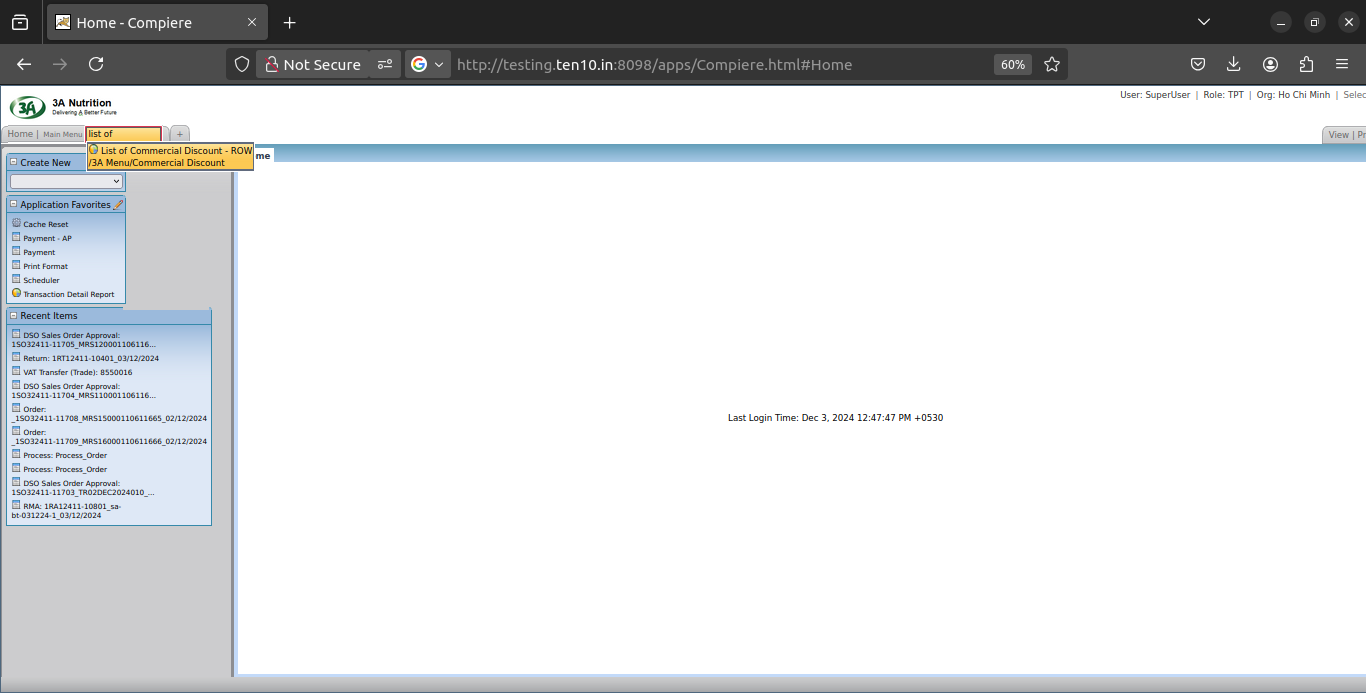 Home - Compiere
Not Secure
http://testing.ten10.in:8098/apps/Compiere.html#Home
60%
3A
3A Nutrition
Delivering A Better Future
User: SuperUser | Role: TPT | Org: Ho Chi Minh | Selec
Home | Main Menu
list of
+
View | Pr
List of Commercial Discount - ROW
/3A Menu/Commercial Discount
me
Create New
Application Favorites
Cache Reset
Payment - AP
Payment
Print Format
Scheduler
Transaction Detail Report
Recent Items
DSO Sales Order Approval:
1SO32411-11705_MRS120001106116...
Return: 1RT12411-10401_03/12/2024
VAT Transfer (Trade): 8550016
DSO Sales Order Approval:
1SO32411-11704_MRS110001106116...
Order:
_1SO32411-11708_MRS15000110611665_02/12/2024
Order:
_1SO32411-11709_MRS16000110611666_02/12/2024
Process: Process_Order
Process: Process_Order
DSO Sales Order Approval:
1SO32411-11703_TR02DEC2024010_...
RMA: 1RA12411-10801_sa-
bt-031224-1_03/12/2024
Last Login Time: Dec 3, 2024 12:47:47 PM +0530